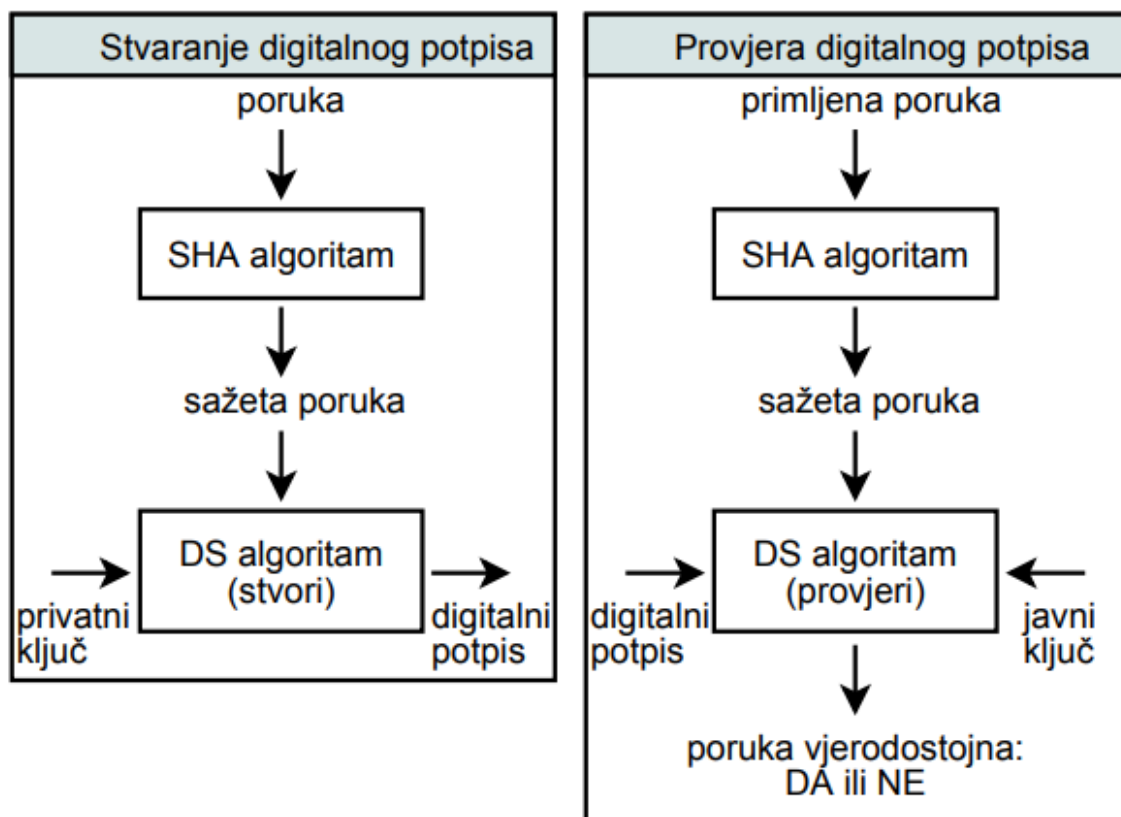 Stvaranje digitalnog potpisa
poruka
SHA algoritam
sažeta poruka
DS algoritam
(stvori)
privatni
ključ
digitalni
potpis
Provjera digitalnog potpisa
primljena poruka
SHA algoritam
sažeta poruka
DS algoritam
(provjeri)
digitalni
potpis
javni
ključ
poruka vjerodostojna:
DA ili NE